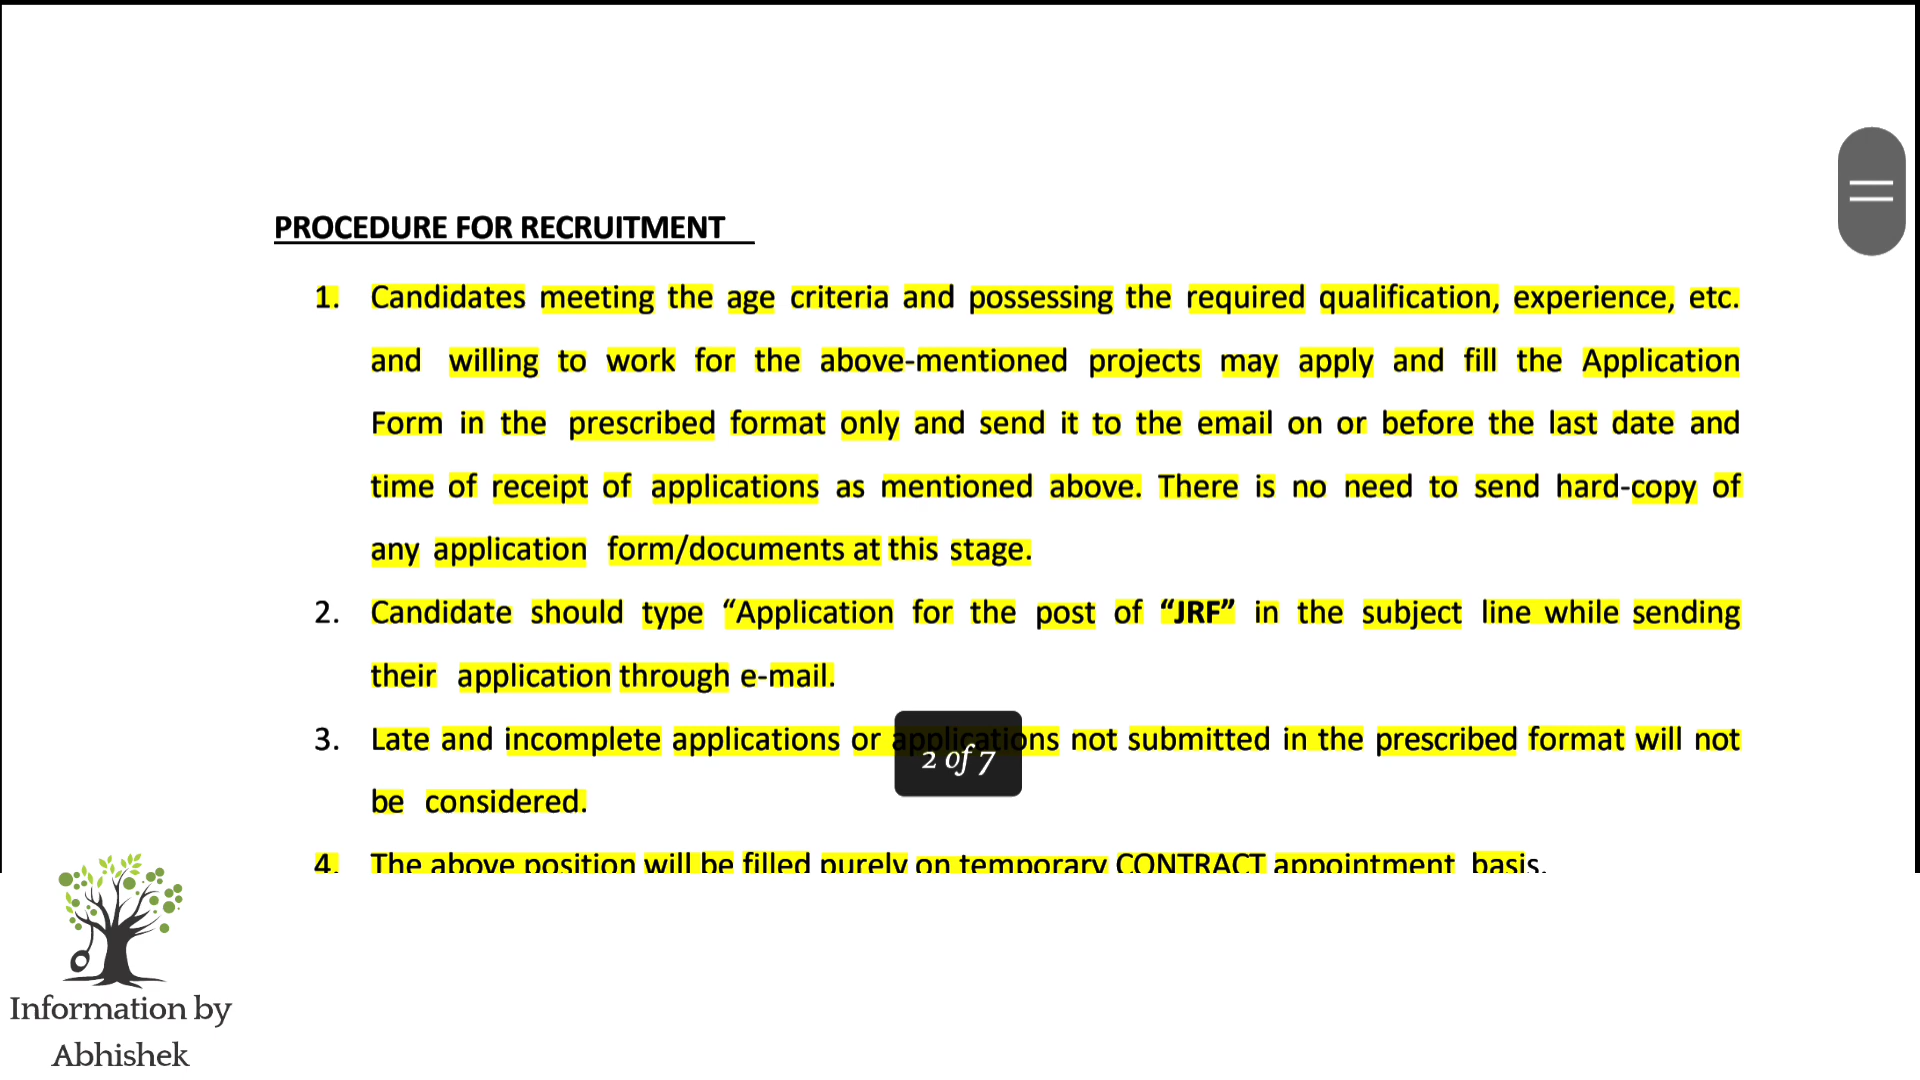 PROCEDURE FOR RECRUITMENT
1. Candidates meeting the age criteria and possessing the required qualification, experience, etc.
and willing to work for the above-mentioned projects may apply and fill the Application
Form in the prescribed format only and send it to the email on or before the last date and
time of receipt of applications as mentioned above. There is no need to send hard-copy of
any application form/documents at this stage.
2. Candidate should type “Application for the post of “JRF” in the subject line while sending
their application through e-mail.
3. Late and incomplete applications or applications not submitted in the prescribed format will not
2 of 7
be considered.
4. The above position will be filled purely on temporary CONTRACT appointment basis.
Information by
Abhishek